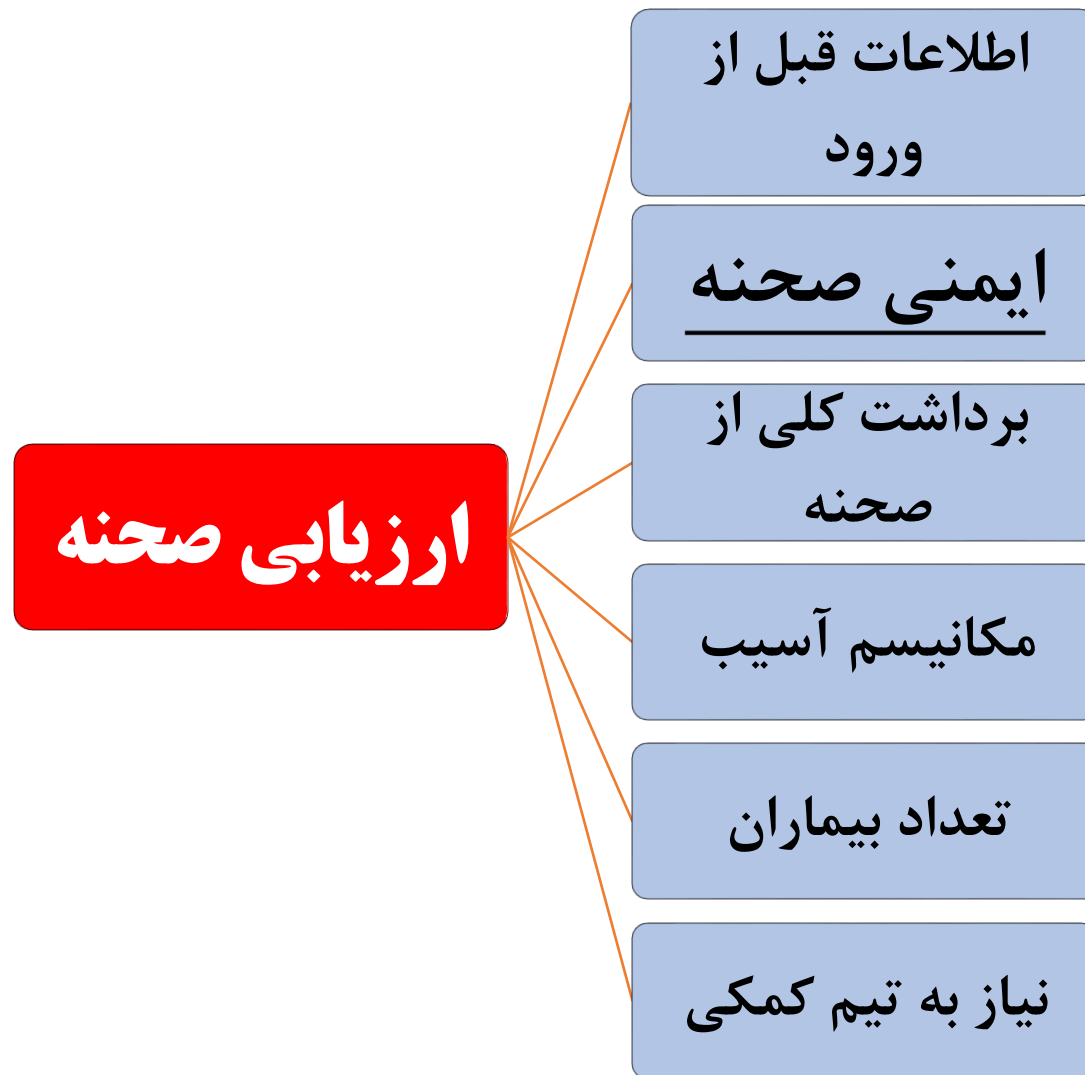 اطلاعات قبل از
ورود
ایمنی صحنه
برداشت کلی از
صحنه
ارزیابی صحنه
مکانیسم آسیب
تعداد بیماران
نیاز به تیم کمکی